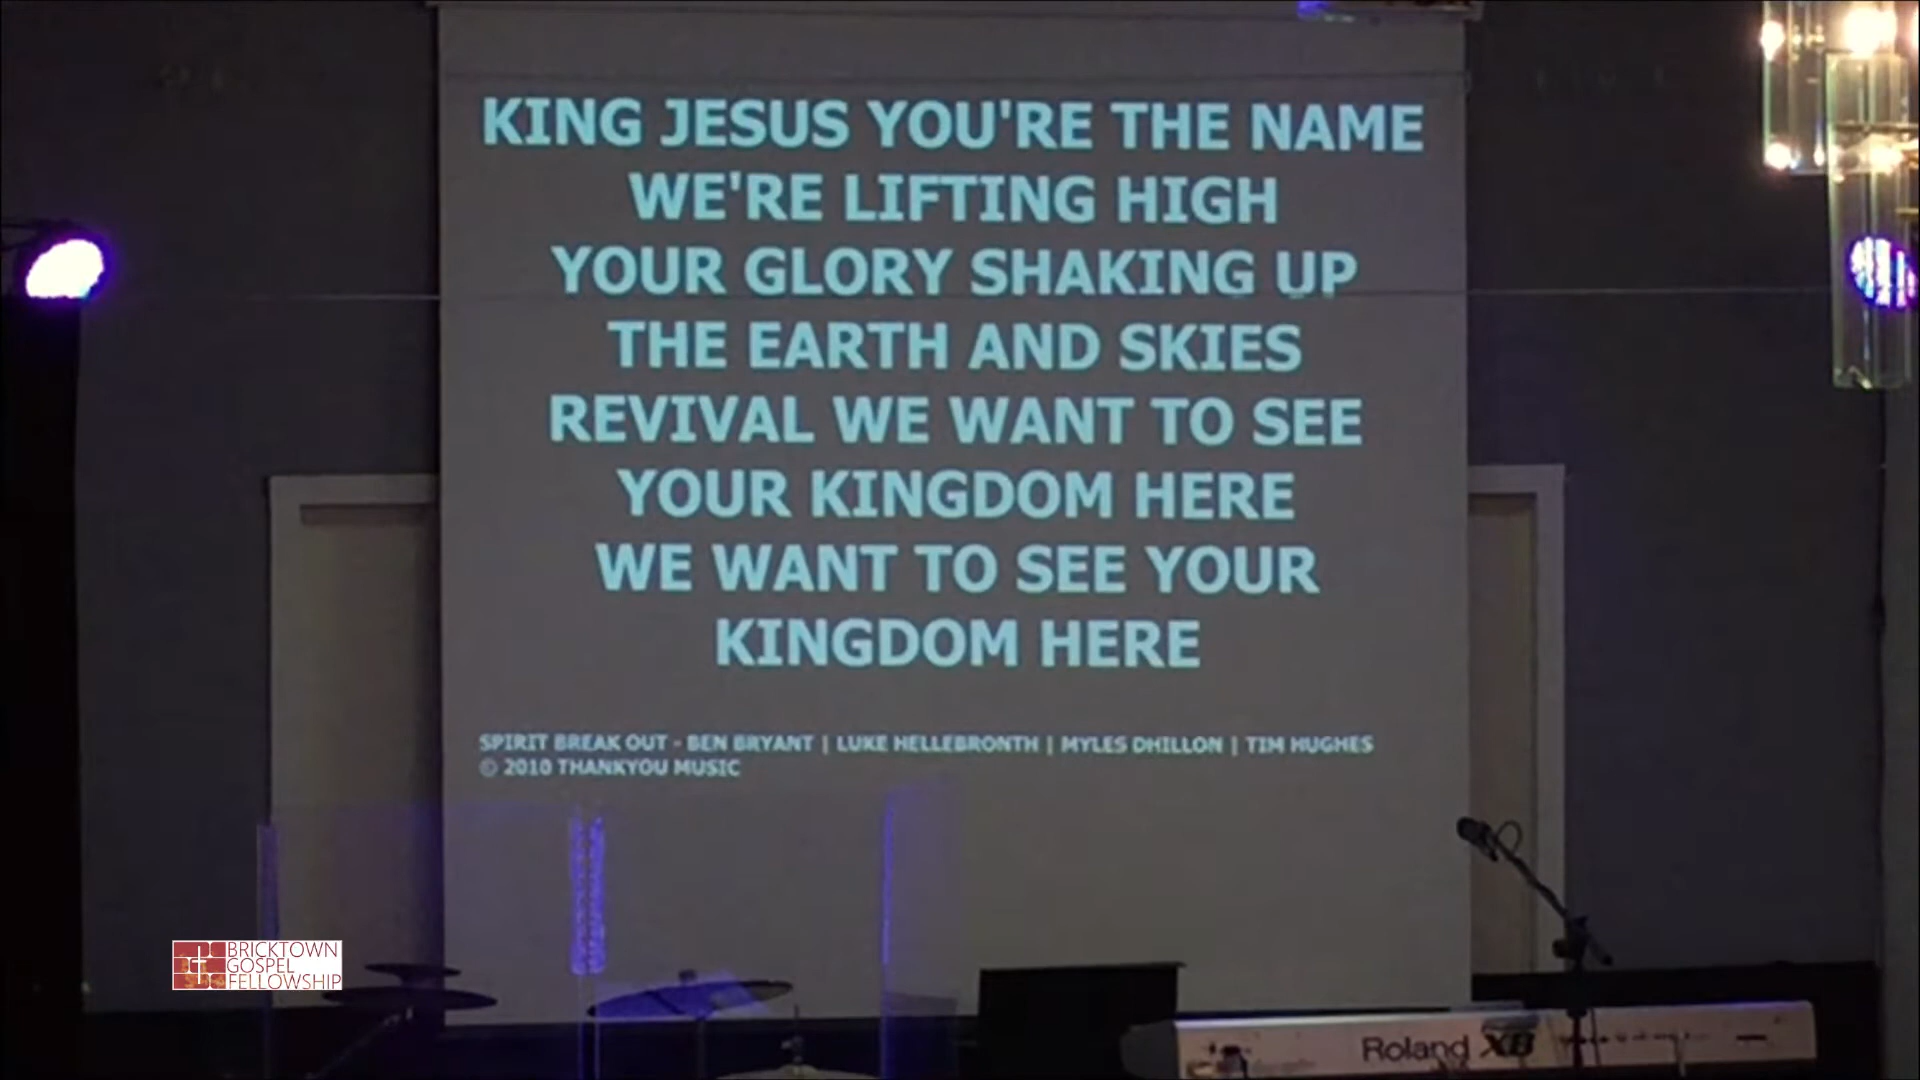 KING JESUS YOU'RE THE NAME
WE'RE LIFTING HIGH
YOUR GLORY SHAKING UP
THE EARTH AND SKIES
REVIVAL WE WANT TO SEE
YOUR KINGDOM HERE
WE WANT TO SEE YOUR
KINGDOM HERE
SPIRIT BREAK OUT - BEN BRYANT | LUKE HELLEBRONTH | MYLES DHILLON | TIM HUGHES
© 2010 THANKYOU MUSIC
BRICKTOWN
GOSPEL
FELLOWSHIP
Roland X8